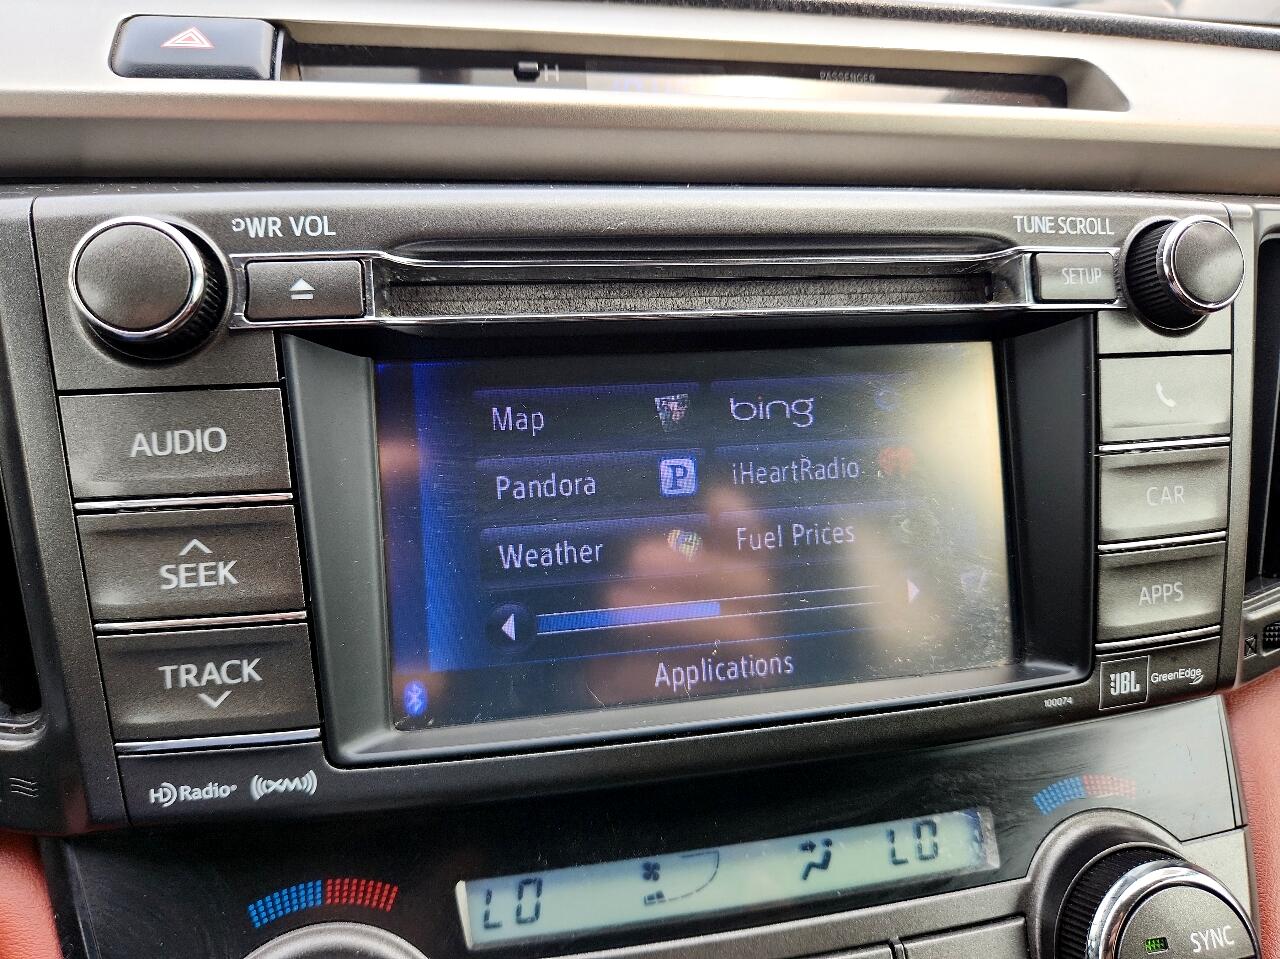 PASSENGER
PWR VOL
TUNE SCROLL
SETUP
AUDIO
SEEK
TRACK
HD Radio
((XM))
Map
bing
Pandora
P
iHeartRadio
Weather
Fuel Prices
Applications
CAR
APPS
JBL
GreenEdge
100074
LO
LO
SYNC